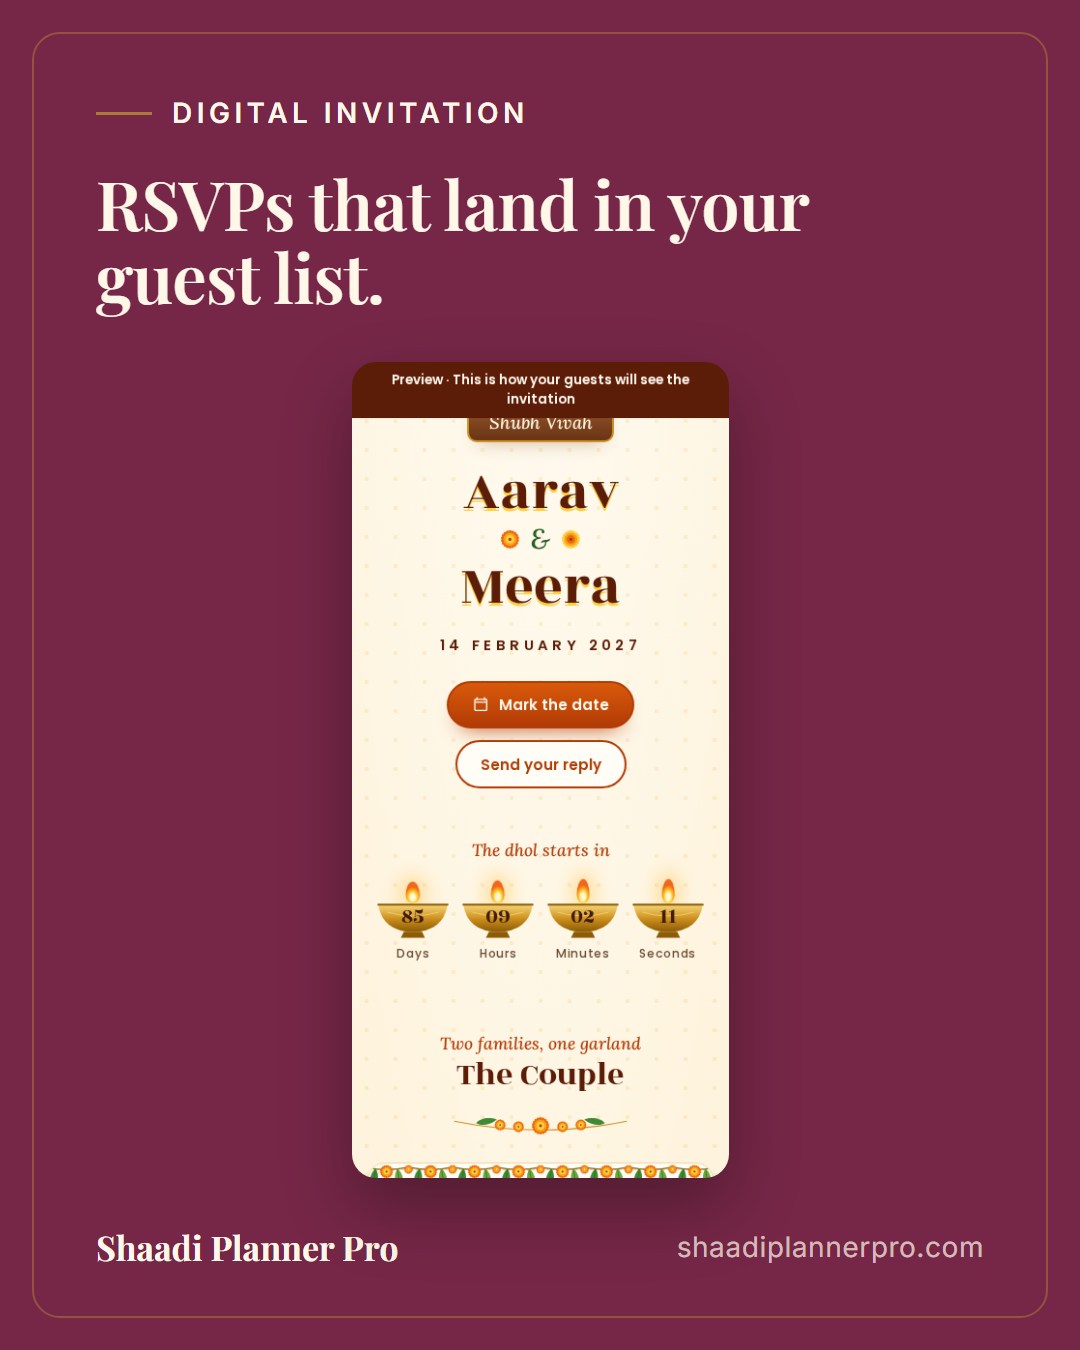 DIGITAL INVITATION
RSVPs that land in your
guest list.
Preview · This is how your guests will see the
invitation
Shubh Vivah
Aarav
&
Meera
14 FEBRUARY 2027
Mark the date
Send your reply
The dhol starts in
85 09 02 11
Days Hours Minutes Seconds
Two families, one garland
The Couple
Shaadi Planner Pro
shaadiplannerpro.com